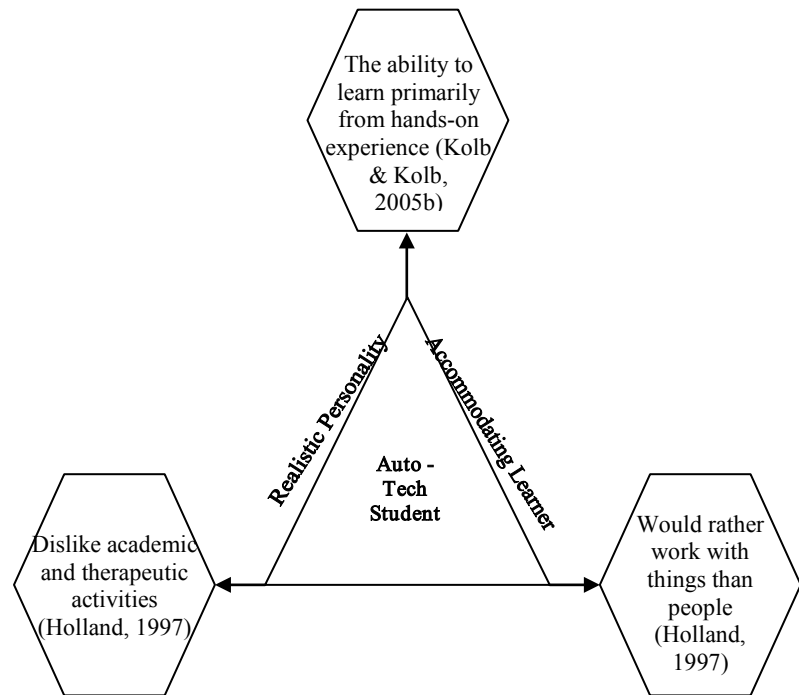 The ability to
learn primarily
from hands-on
experience (Kolb
& Kolb,
2005b)
Realistic Personality
Accommodating Learner
Auto -
Tech
Student
Dislike academic
and therapeutic
activities
(Holland, 1997)
Would rather
work with
things than
people
(Holland,
1997)